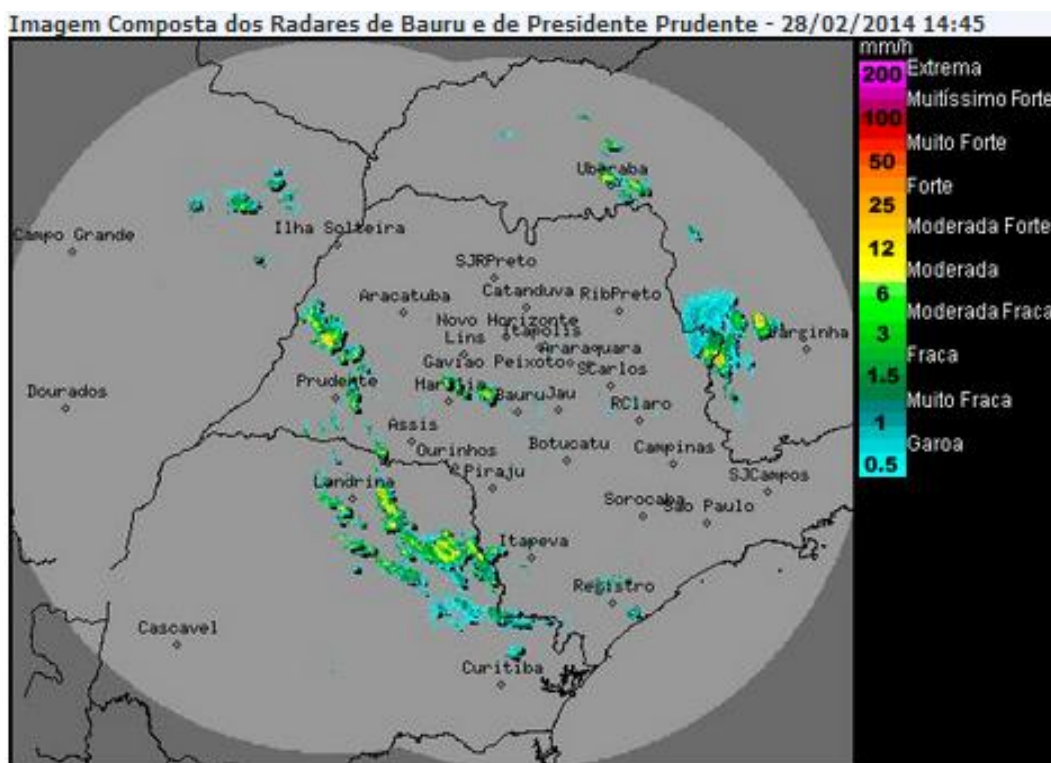 Imagem Composta dos Radares de Bauru e de Presidente Prudente - 28/02/2014 14:45
mm/h
200 Extrema
Muitíssimo Forte
100
Muito Forte
50
Forte
25
Moderada Forte
12
Moderada
6
Moderada Fraca
3
Fraca
1.5
Muito Fraca
1
Garoa
0.5
Uberaba
Ilha Solteira
Campo Grande
SJRPreto
Catanduva
RibPreto
Aracatuba
Novo Horizonte
Itapolis
Lins
Araraquara
Varginha
Gaviao Peixoto
SCarlos
Prudente
Marilia
Dourados
Bauru
Jau
RClaro
Assis
Ourinhos
Botucatu
Campinas
Piraju
Londrina
SJCampos
Sorocaba
Sao Paulo
Itapeva
Registro
Cascavel
Curitiba